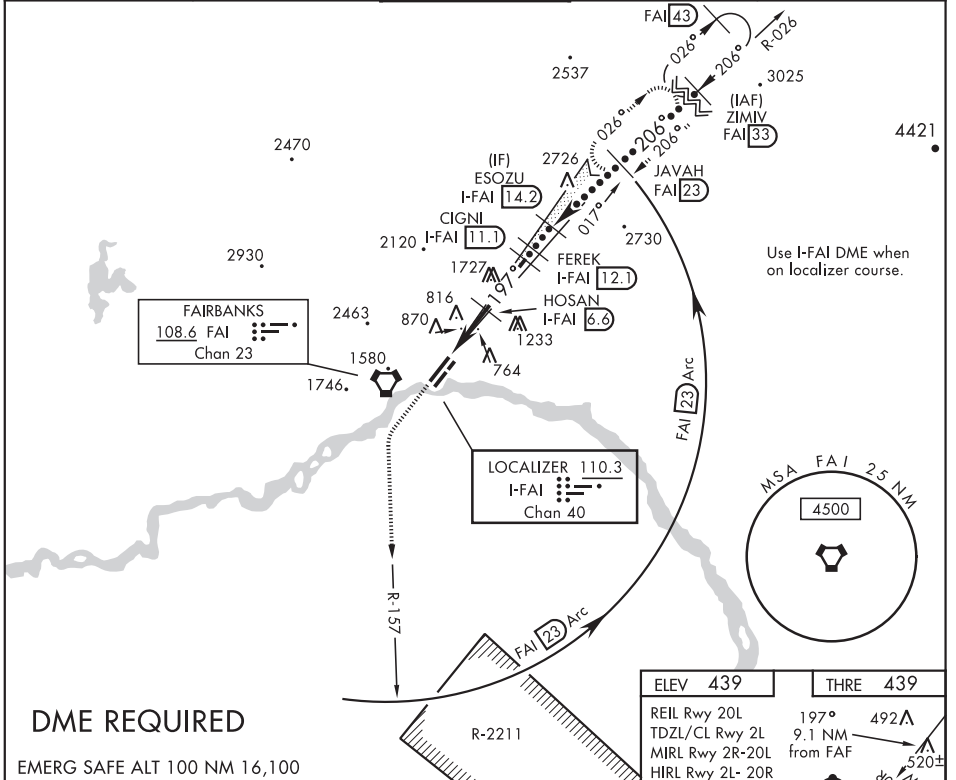 FAI 43
R-026
026°
206°
2537
3025
(IAF)
ZIMIV
FAI 33
026°
206°
206°
4421
2470
(IF)
ESOZU
I-FAI 14.2
2726
JAVAH
FAI 23
017°
CIGNI
I-FAI 11.1
2120
2730
2930
Use I-FAI DME when
on localizer course.
1727
197°
FEREK
I-FAI 12.1
HOSAN
I-FAI 6.6
FAIRBANKS
108.6 FAI
Chan 23
2463
816
870
1233
764
1580
1746
FAI 23 Arc
LOCALIZER 110.3
I-FAI
Chan 40
MSA FAI 25 NM
4500
R-157
FAI 23 Arc
R-2211
DME REQUIRED
EMERG SAFE ALT 100 NM 16,100
ELEV 439
THRE 439
REIL Rwy 20L
TDZL/CL Rwy 2L
MIRL Rwy 2R-20L
HIRL Rwy 2L- 20R
197°
9.1 NM
from FAF
492
520±